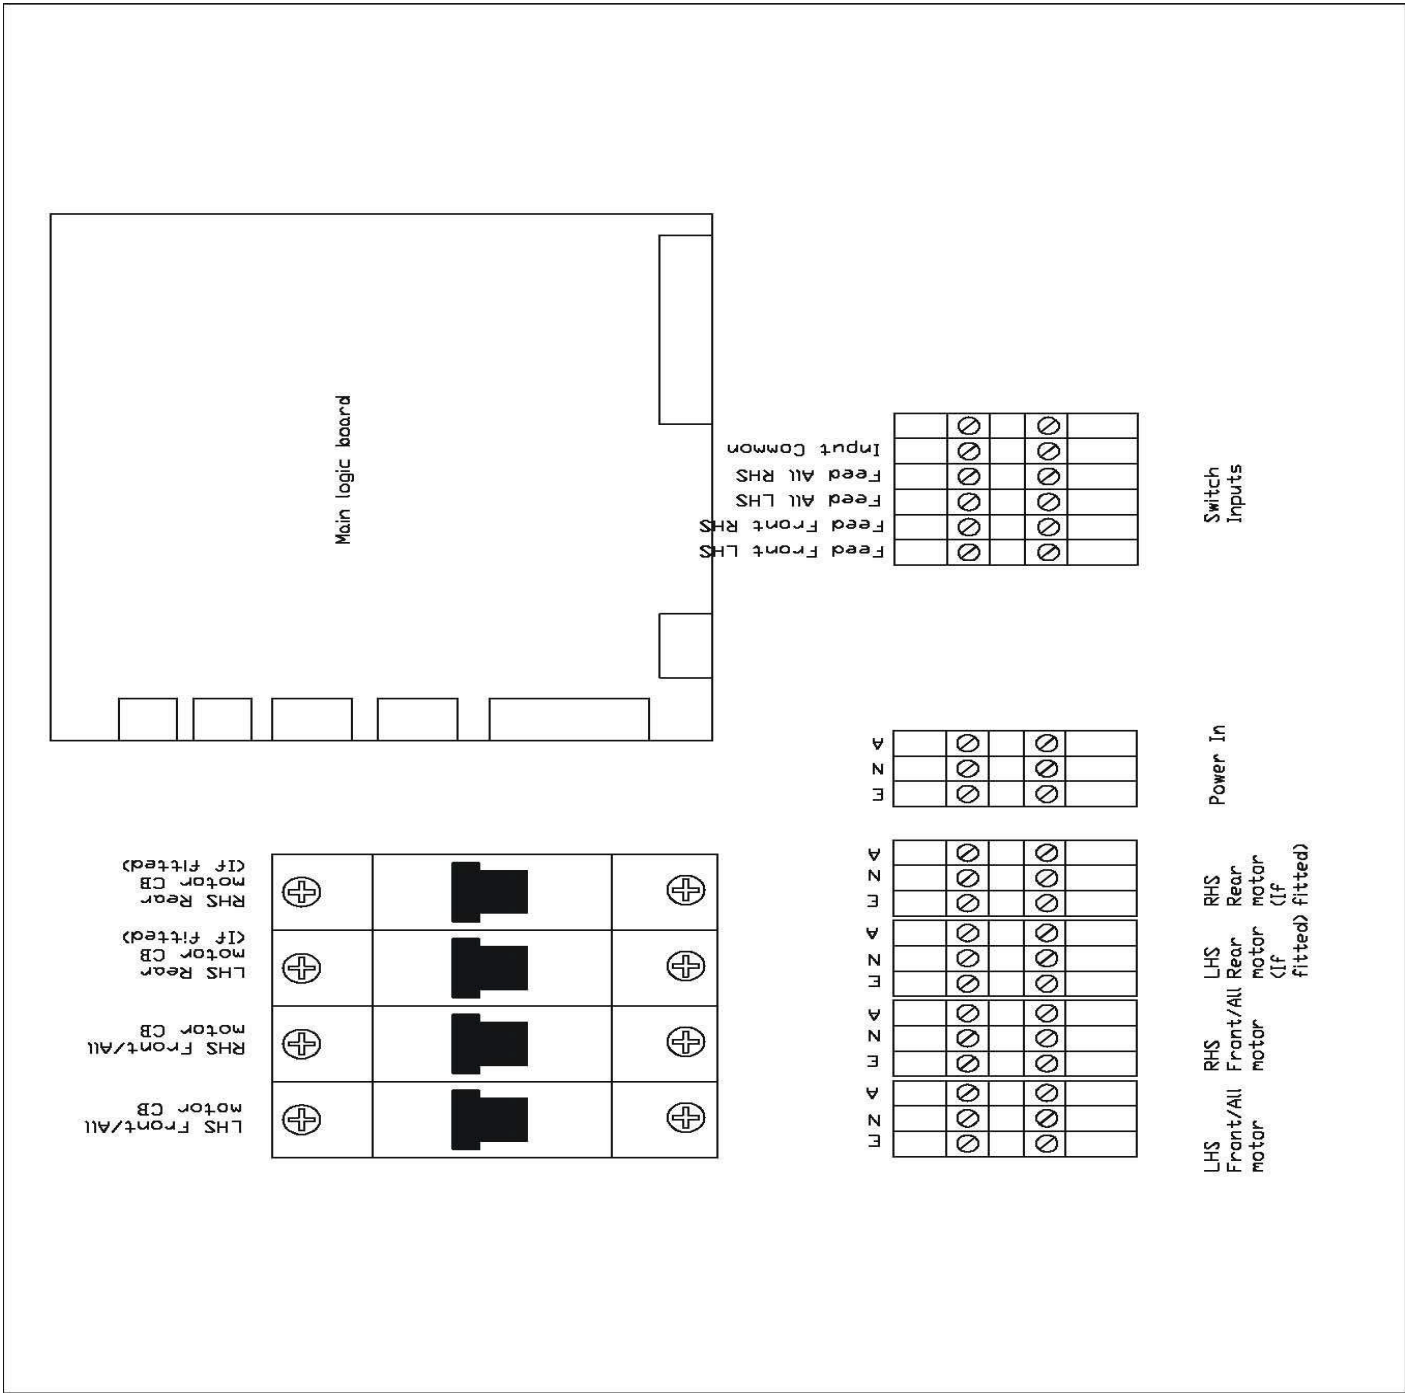 Main logic board
Input Common
Feed All RHS
Feed All LHS
Feed Front RHS
Feed Front LHS
Switch
Inputs
A
N
E
Power In
RHS Rear
motor CB
(If fitted)
LHS Rear
motor CB
(If fitted)
RHS Front/All
motor CB
LHS Front/All
motor CB
A
N
E
RHS
Rear
motor
(If
fitted)
A
N
E
LHS
Rear
motor
(If
fitted)
A
N
E
RHS
Front/All
motor
A
N
E
LHS
Front/All
motor